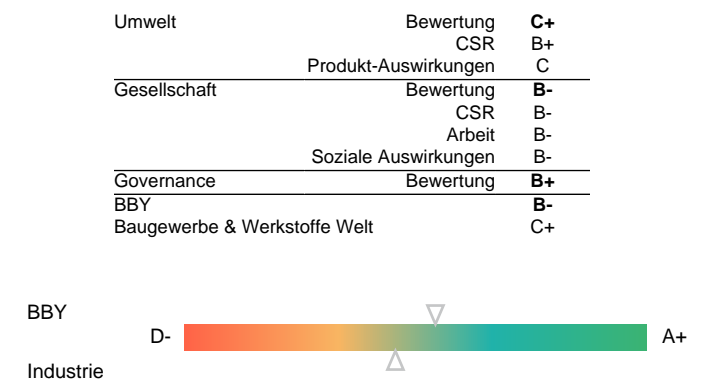 Umwelt Bewertung C+
CSR B+
Produkt-Auswirkungen C
Gesellschaft Bewertung B-
CSR B-
Arbeit B-
Soziale Auswirkungen B-
Governance Bewertung B+
BBY B-
Baugewerbe & Werkstoffe Welt C+
BBY
D- A+
Industrie